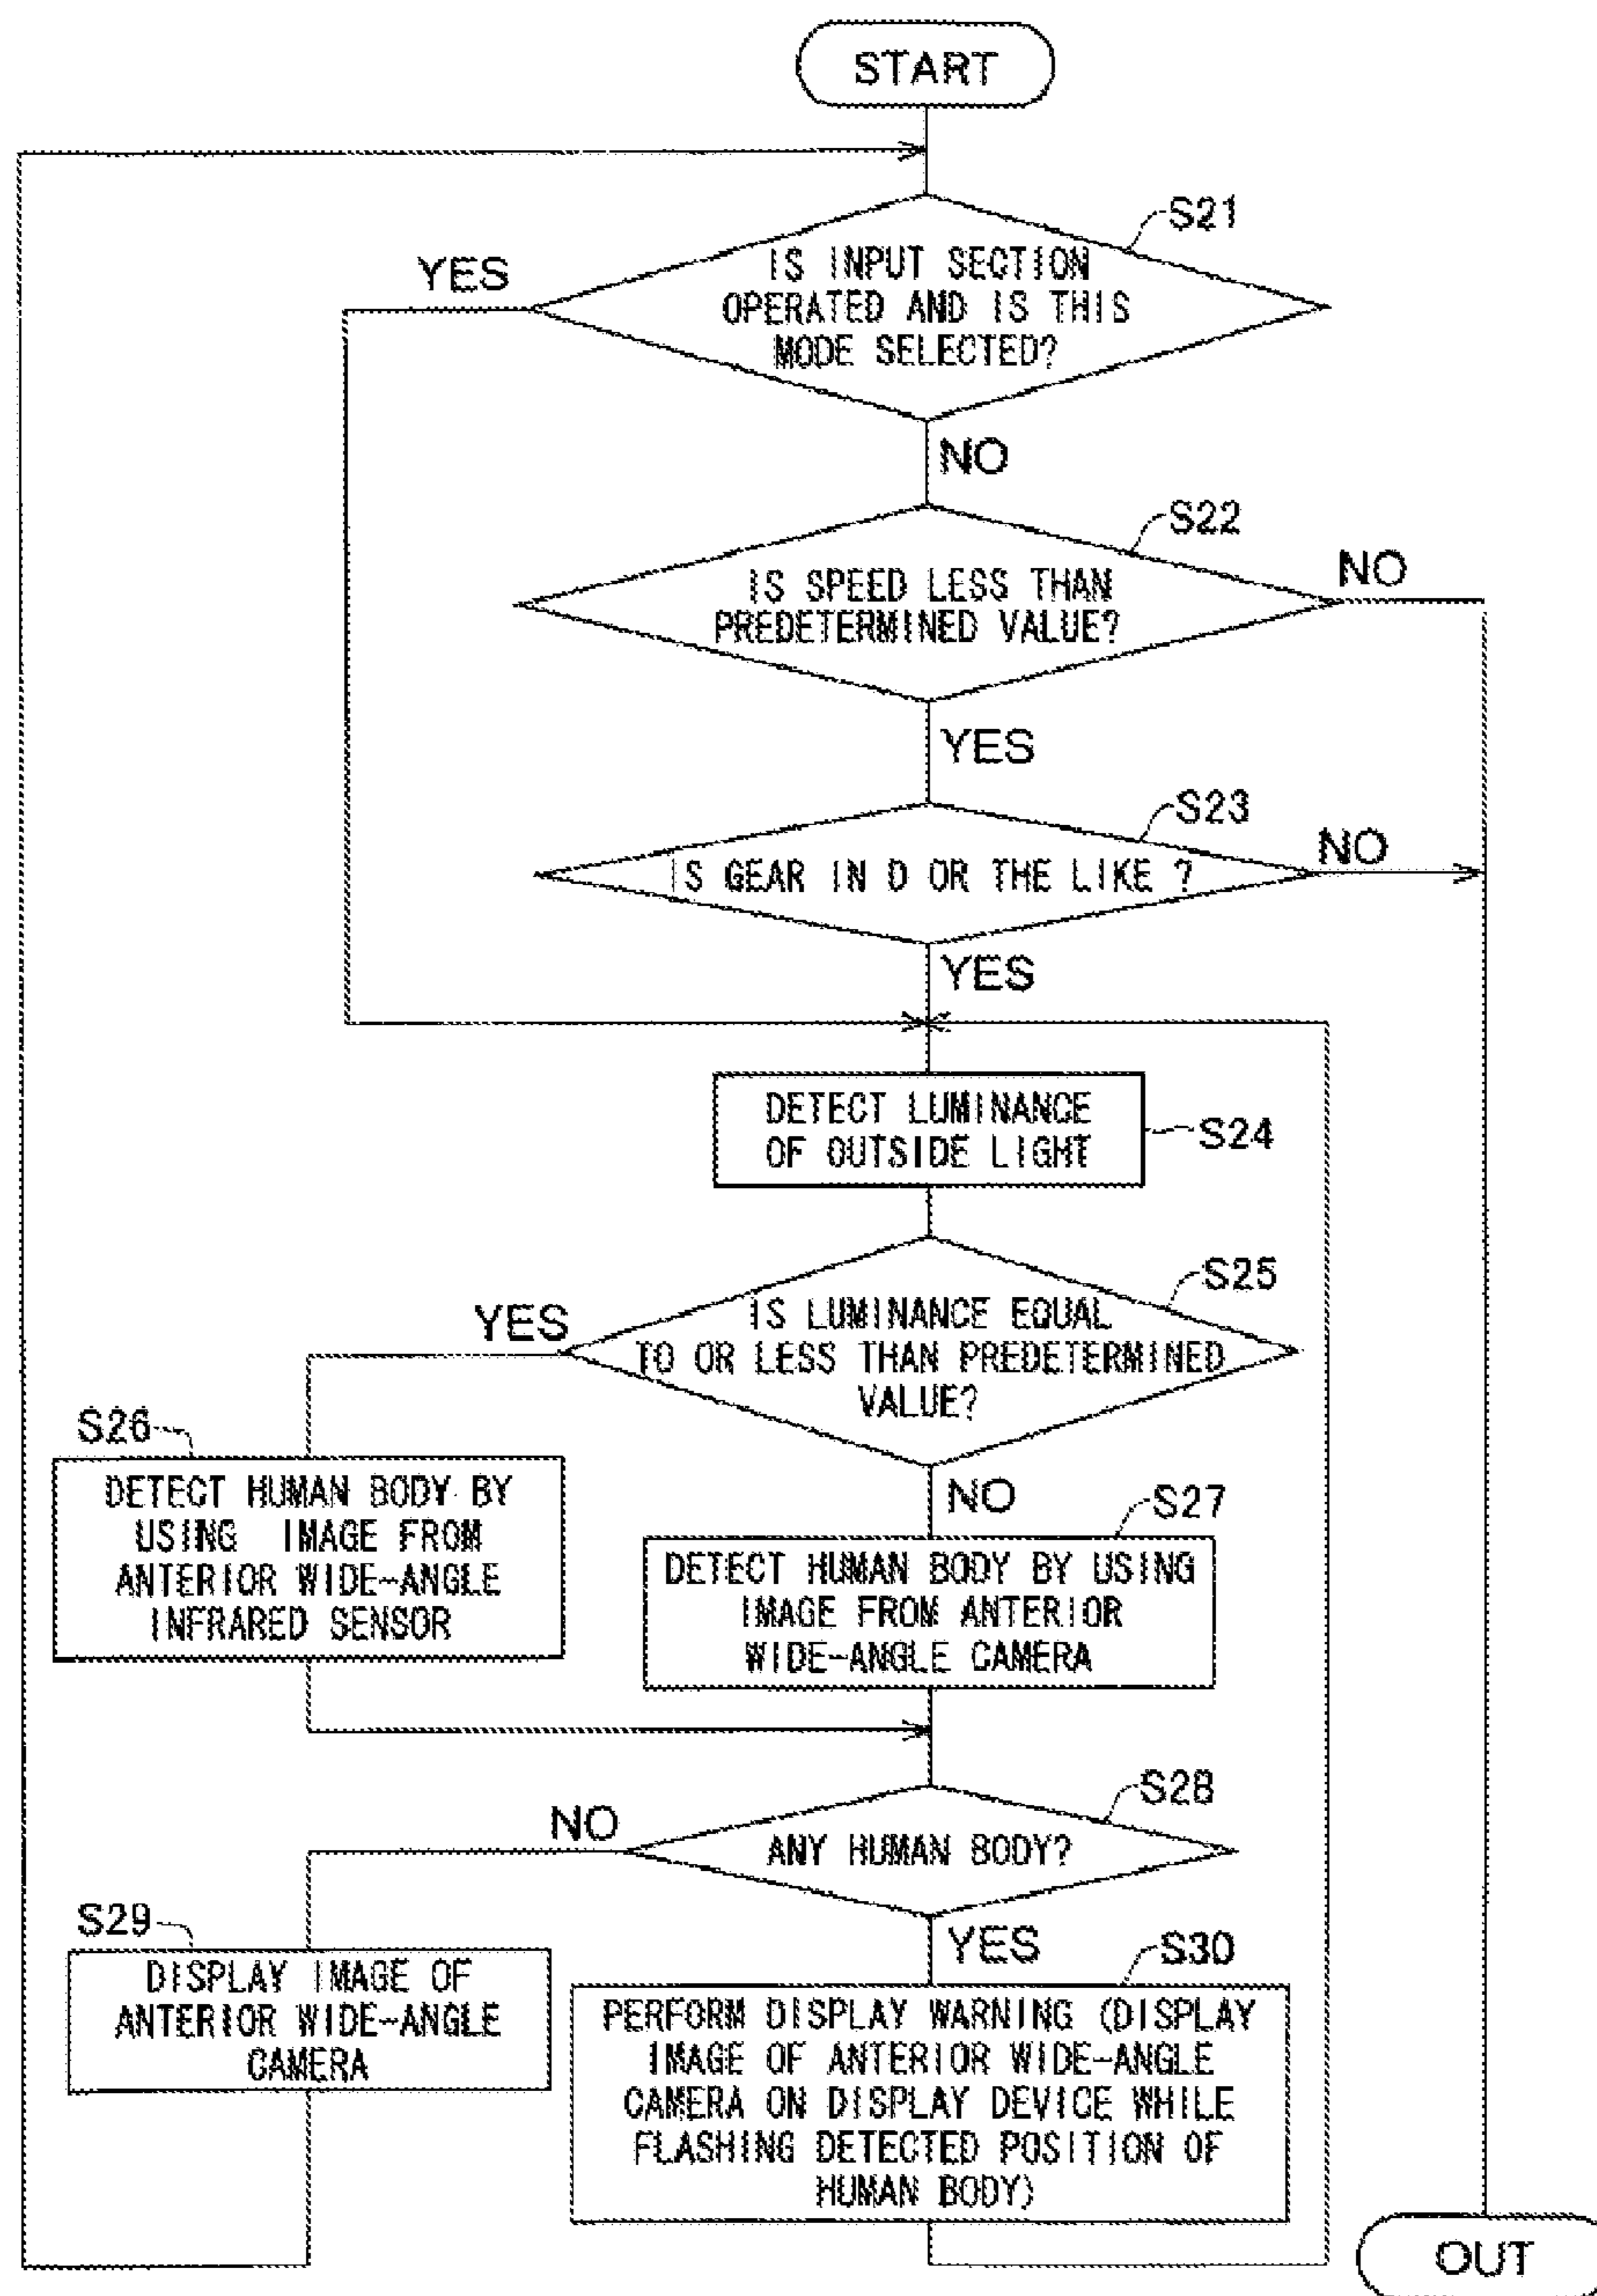 START
S21
YES
IS INPUT SECTION
OPERATED AND IS THIS
MODE SELECTED?
NO
S22
NO
IS SPEED LESS THAN
PREDETERMINED VALUE?
YES
S23
NO
IS GEAR IN D OR THE LIKE ?
YES
DETECT LUMINANCE
OF OUTSIDE LIGHT
S24
S25
YES
IS LUMINANCE EQUAL
TO OR LESS THAN PREDETERMINED
VALUE?
S26
DETECT HUMAN BODY BY
USING IMAGE FROM
ANTERIOR WIDE-ANGLE
INFRARED SENSOR
NO
S27
DETECT HUMAN BODY BY USING
IMAGE FROM ANTERIOR
WIDE-ANGLE CAMERA
S28
NO
ANY HUMAN BODY?
S29
DISPLAY IMAGE OF
ANTERIOR WIDE-ANGLE
CAMERA
YES
S30
PERFORM DISPLAY WARNING (DISPLAY
IMAGE OF ANTERIOR WIDE-ANGLE
CAMERA ON DISPLAY DEVICE WHILE
FLASHING DETECTED POSITION OF
HUMAN BODY)
OUT